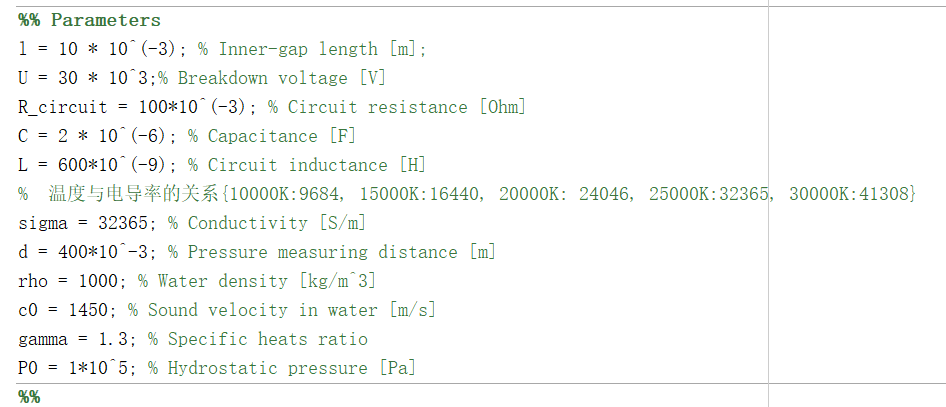 %% Parameters
l = 10 * 10^(-3); % Inner-gap length [m];
U = 30 * 10^3;% Breakdown voltage [V]
R_circuit = 100*10^(-3); % Circuit resistance [Ohm]
C = 2 * 10^(-6); % Capacitance [F]
L = 600*10^(-9); % Circuit inductance [H]
%  温度与电导率的关系{10000K:9684, 15000K:16440, 20000K: 24046, 25000K:32365, 30000K:41308}
sigma = 32365; % Conductivity [S/m]
d = 400*10^-3; % Pressure measuring distance [m]
rho = 1000; % Water density [kg/m^3]
c0 = 1450; % Sound velocity in water [m/s]
gamma = 1.3; % Specific heats ratio
P0 = 1*10^5; % Hydrostatic pressure [Pa]
%%